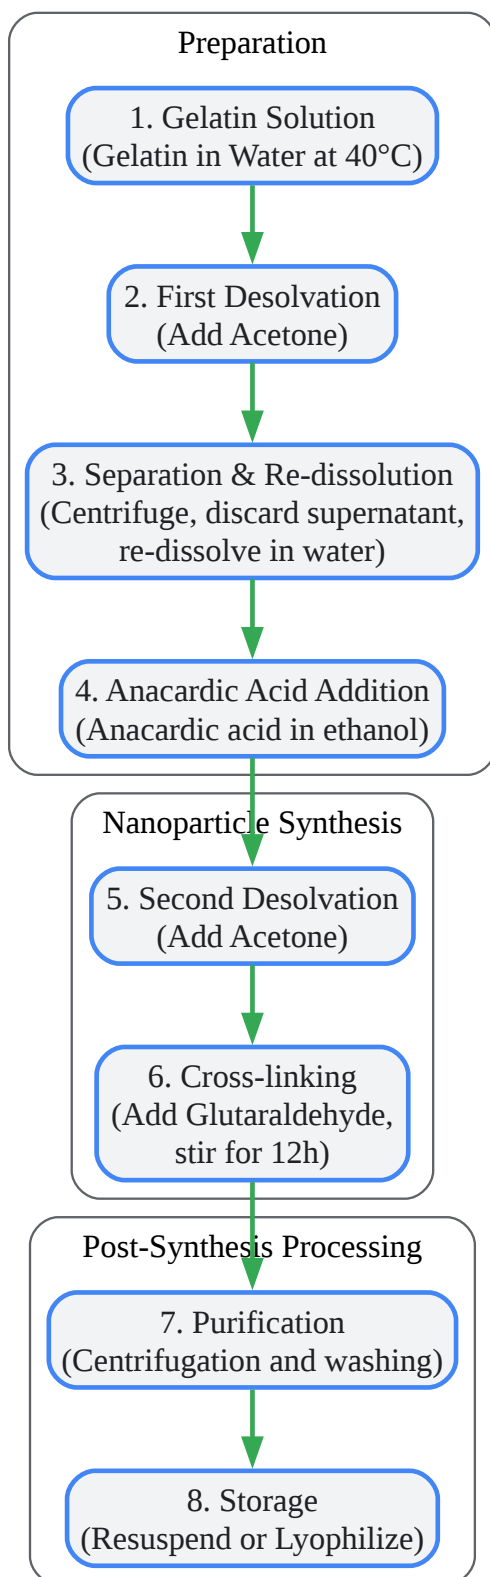 Preparation
1. Gelatin Solution
(Gelatin in Water at 40°C)
2. First Desolvation
(Add Acetone)
3. Separation & Re-dissolution
(Centrifuge, discard supernatant,
re-dissolve in water)
4. Anacardic Acid Addition
(Anacardic acid in ethanol)
Nanoparticle Synthesis
5. Second Desolvation
(Add Acetone)
6. Cross-linking
(Add Glutaraldehyde,
stir for 12h)
Post-Synthesis Processing
7. Purification
(Centrifugation and washing)
8. Storage
(Resuspend or Lyophilize)